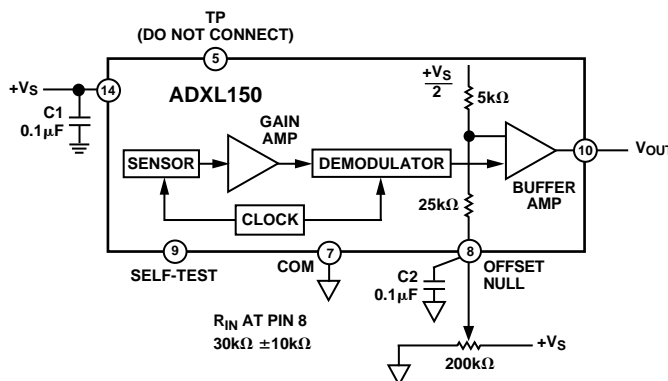 TP
(DO NOT CONNECT)
5
+VS
14
C1
0.1µF
ADXL150
+VS
2
5kΩ
GAIN
AMP
SENSOR
DEMODULATOR
10
VOUT
BUFFER
AMP
25kΩ
CLOCK
9
SELF-TEST
COM
7
8
OFFSET
NULL
C2
0.1µF
RIN AT PIN 8
30kΩ ±10kΩ
+VS
200kΩ